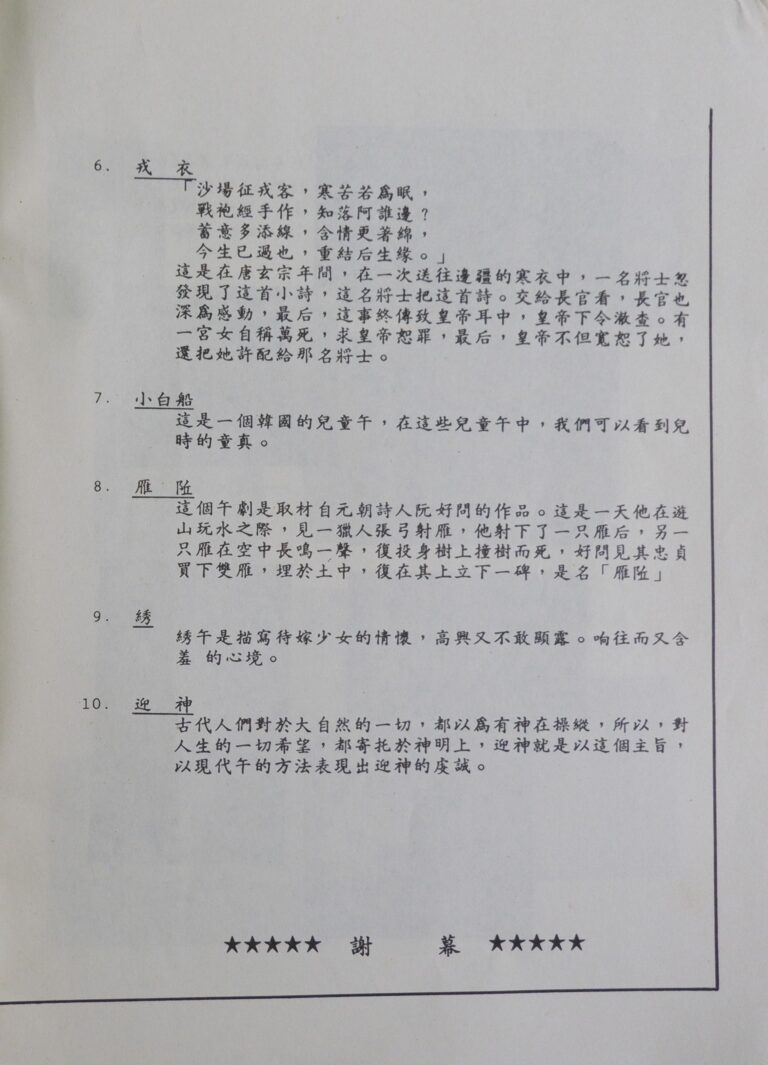 6. 戎 衣
「沙場征戎客，寒苦若爲眠，
戰袍經手作，知落阿誰邊？
蓄意多添線，含情更著綿，
今生已過也，重結后生緣。」
這是在唐玄宗年間，在一次送往邊疆的寒衣中，一名將士忽
發現了這首小詩，這名將士把這首詩。交給長官看，長官也
深爲感動，最后，這事終傳致皇帝耳中，皇帝下令澈查。有
一宮女自稱萬死，求皇帝恕罪，最后，皇帝不但寬恕了她，
還把她許配給那名將士。
7. 小白船
這是一個韓國的兒童午，在這些兒童午中，我們可以看到兒
時的童真。
8. 雁 阯
這個午劇是取材自元朝詩人阮好問的作品。這是一天他在遊
山玩水之際，見一獵人張弓射雁，他射下了一只雁后，另一
只雁在空中長鳴一聲，復投身樹上撞樹而死，好問見其忠貞
買下雙雁，埋於土中，復在其上立下一碑，是名「雁阯」
9. 綉
綉午是描寫待嫁少女的情懷，高興又不敢顯露。响往而又含
羞 的心境。
10. 迎 神
古代人們對於大自然的一切，都以爲有神在操縱，所以，對
人生的一切希望，都寄托於神明上，迎神就是以這個主旨，
以現代午的方法表現出迎神的虔誠。
★★★★★ 謝 幕 ★★★★★